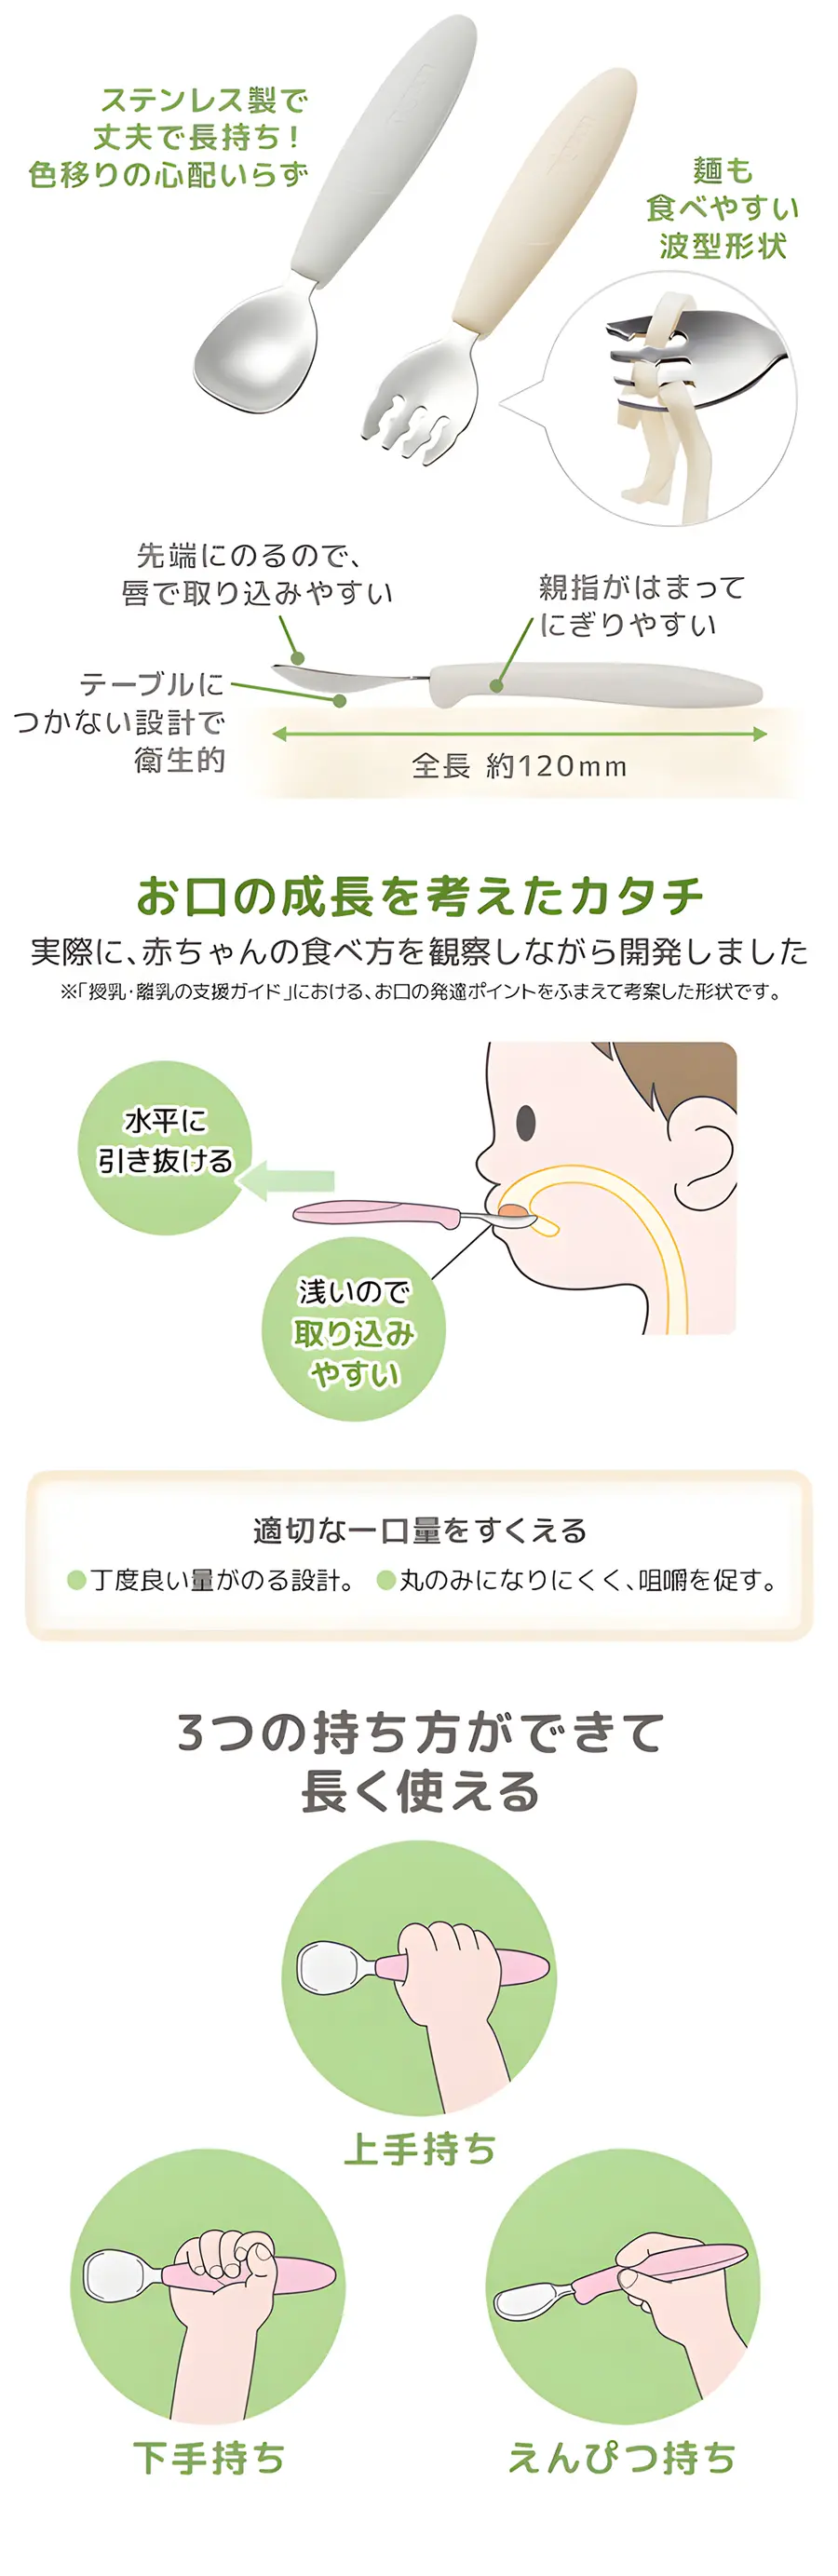 ステンレス製で
丈夫で長持ち！
色移りの心配いらず
麺も
食べやすい
波型形状
先端にのるので、
唇で取り込みやすい
親指がはまって
にぎりやすい
テーブルに
つかない設計で
衛生的
全長 約120mm
お口の成長を考えたカタチ
実際に、赤ちゃんの食べ方を観察しながら開発しました
※「授乳・離乳の支援ガイド」における、お口の発達ポイントをふまえて考案した形状です。
水平に
引き抜ける
浅いので
取り込み
やすい
適切な一口量をすくえる
●丁度良い量がのる設計。 ●丸のみになりにくく、咀嚼を促す。
3つの持ち方ができて
長く使える
上手持ち
下手持ち
えんぴつ持ち